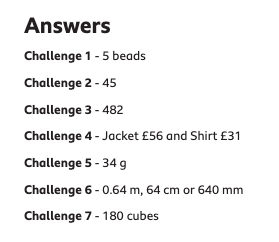 Answers
Challenge 1 - 5 beads
Challenge 2 - 45
Challenge 3 - 482
Challenge 4 - Jacket £56 and Shirt £31
Challenge 5 - 34 g
Challenge 6 - 0.64 m, 64 cm or 640 mm
Challenge 7 - 180 cubes